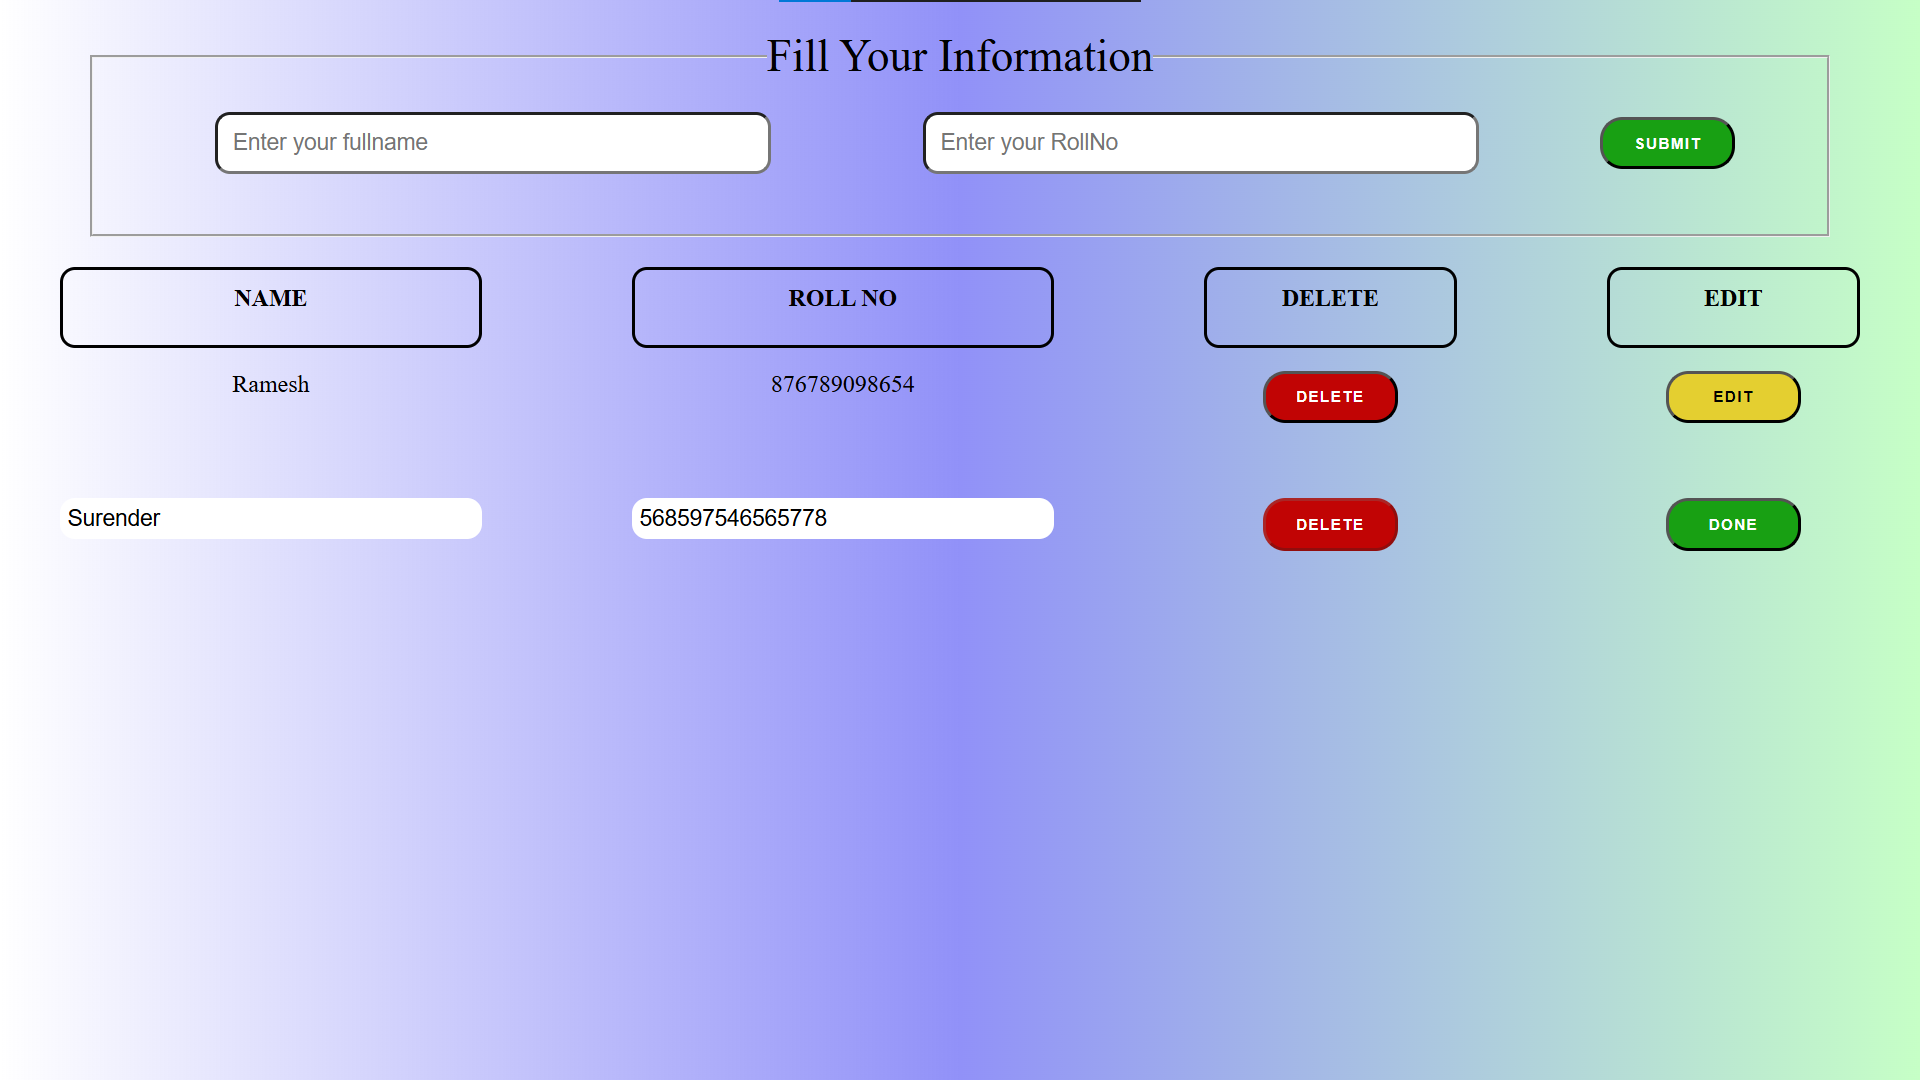 Fill Your Information
Enter your fullname
Enter your RollNo
SUBMIT
NAME
ROLL NO
DELETE
EDIT
Ramesh
876789098654
DELETE
EDIT
Surender
568597546565778
DELETE
DONE